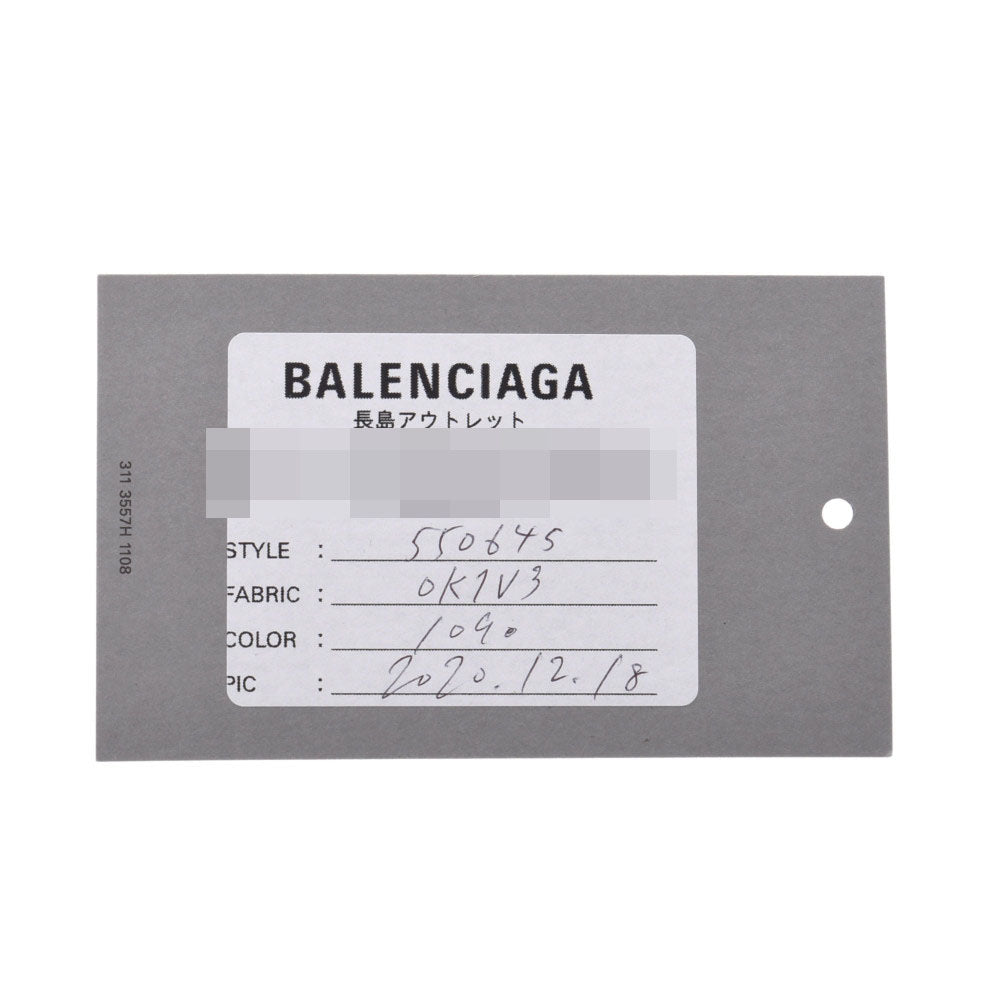 BALENCIAGA
長島アウトレット
STYLE : 550645
FABRIC : 0K1V3
COLOR : 1090
PIC : 2020.12.18
311 3557H 1108